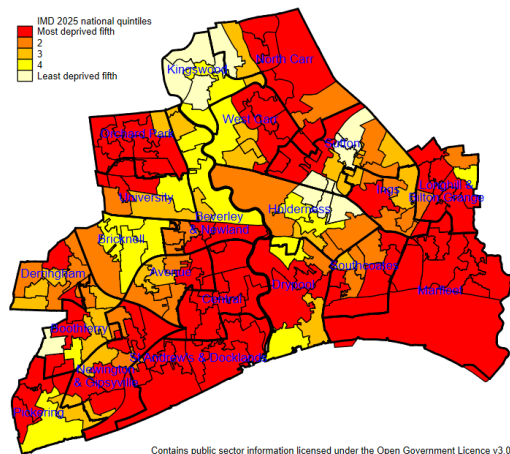 IMD 2025 national quintiles
Most deprived fifth
2
3
4
Least deprived fifth
North Carr
Kingswood
West Carr
Orchard Park
Sutton
University
Ings
Longhill &
Bilton Grange
Holderness
Beverley
& Newland
Bricknell
Derringham
Avenue
Southcoates
Drypool
Central
Marfleet
Boothferry
St Andrew's & Docklands
Newington
& Gipsyville
Pickering
Contains public sector information licensed under the Open Government Licence v3.0